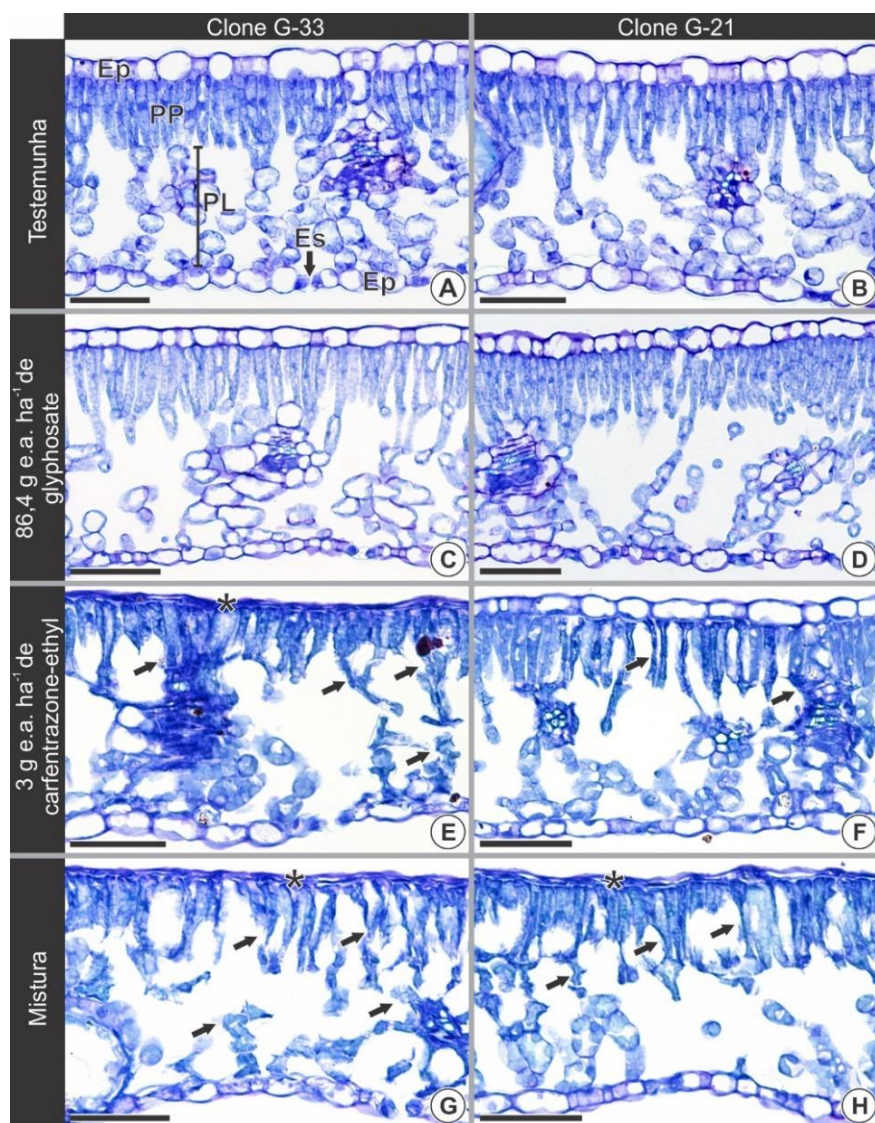 Clone G-33
Clone G-21
Testemunha
Ep
PP
PL
Es
Ep
A
B
86,4 g e.a. ha⁻¹ de
glyphosate
C
D
3 g e.a. ha⁻¹ de
carfentrazone-ethyl
*
E
F
Mistura
*
G
*
H